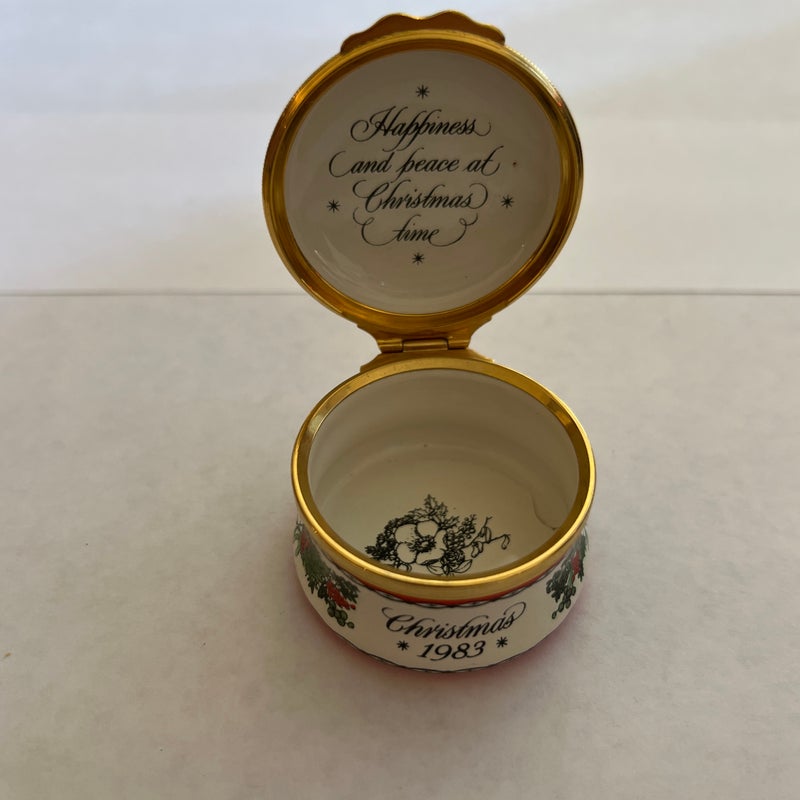 Happiness
and peace at
Christmas
time
Christmas
1983